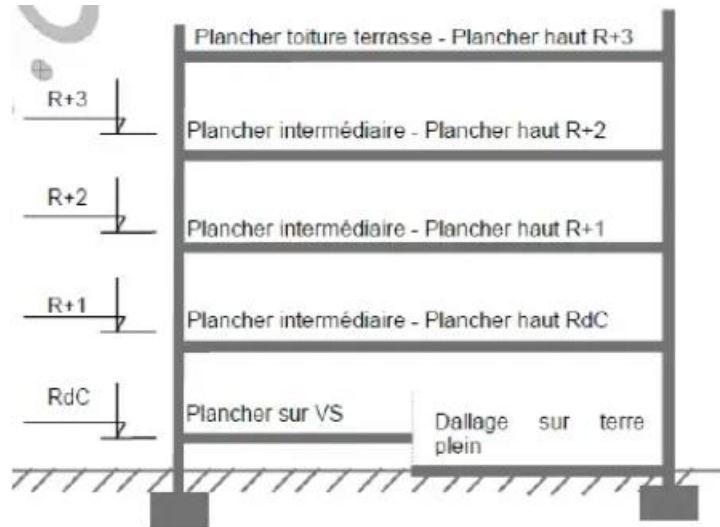 Plancher toiture terrasse - Plancher haut R+3
R+3
Plancher intermédiaire - Plancher haut R+2
R+2
Plancher intermédiaire - Plancher haut R+1
R+1
Plancher intermédiaire - Plancher haut RdC
RdC
Plancher sur VS
Dallage sur terre
plein